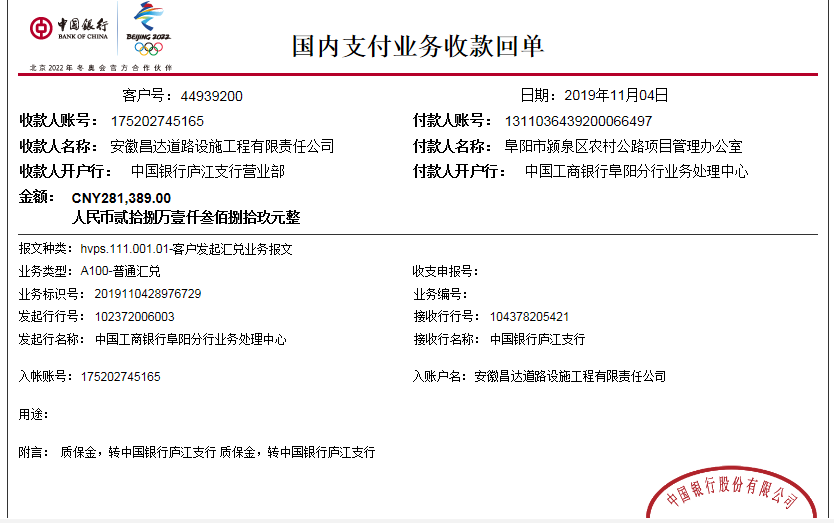 中国银行
BANK OF CHINA
BEIJING 2022
北京2022年冬奥会官方合作伙伴
国内支付业务收款回单
客户号：44939200 日期：2019年11月04日
收款人账号：175202745165 付款人账号：1311036439200066497
收款人名称：安徽昌达道路设施工程有限责任公司 付款人名称：阜阳市颍泉区农村公路项目管理办公室
收款人开户行：中国银行庐江支行营业部 付款人开户行：中国工商银行阜阳分行业务处理中心
金额：CNY281,389.00
人民币贰拾捌万壹仟叁佰捌拾玖元整
报文种类：hvps.111.001.01-客户发起汇兑业务报文
业务类型：A100-普通汇兑 收支申报号：
业务标识号：2019110428976729 业务编号：
发起行行号：102372006003 接收行行号：104378205421
发起行名称：中国工商银行阜阳分行业务处理中心 接收行名称：中国银行庐江支行
入帐账号：175202745165 入账户名：安徽昌达道路设施工程有限责任公司
用途：
附言：质保金，转中国银行庐江支行 质保金，转中国银行庐江支行
中国银行股份有限公司